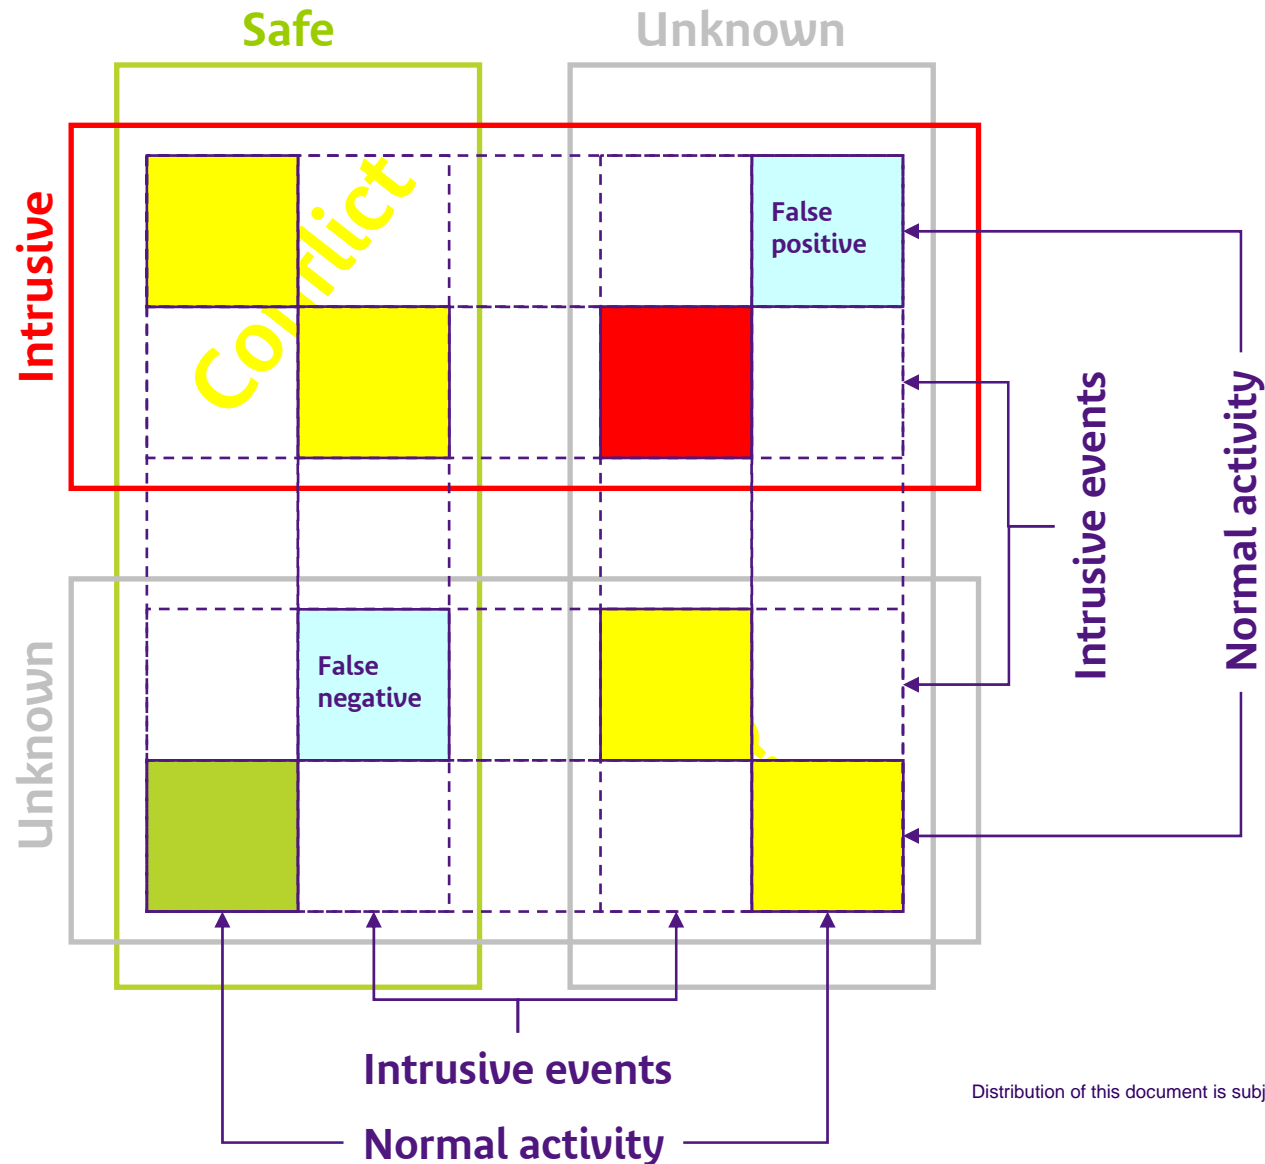 Safe
Unknown
Intrusive
Conflict
False
positive
Intrusive events
Normal activity
Unknown
False
negative
Intrusive events
Distribution of this document is subj
Normal activity